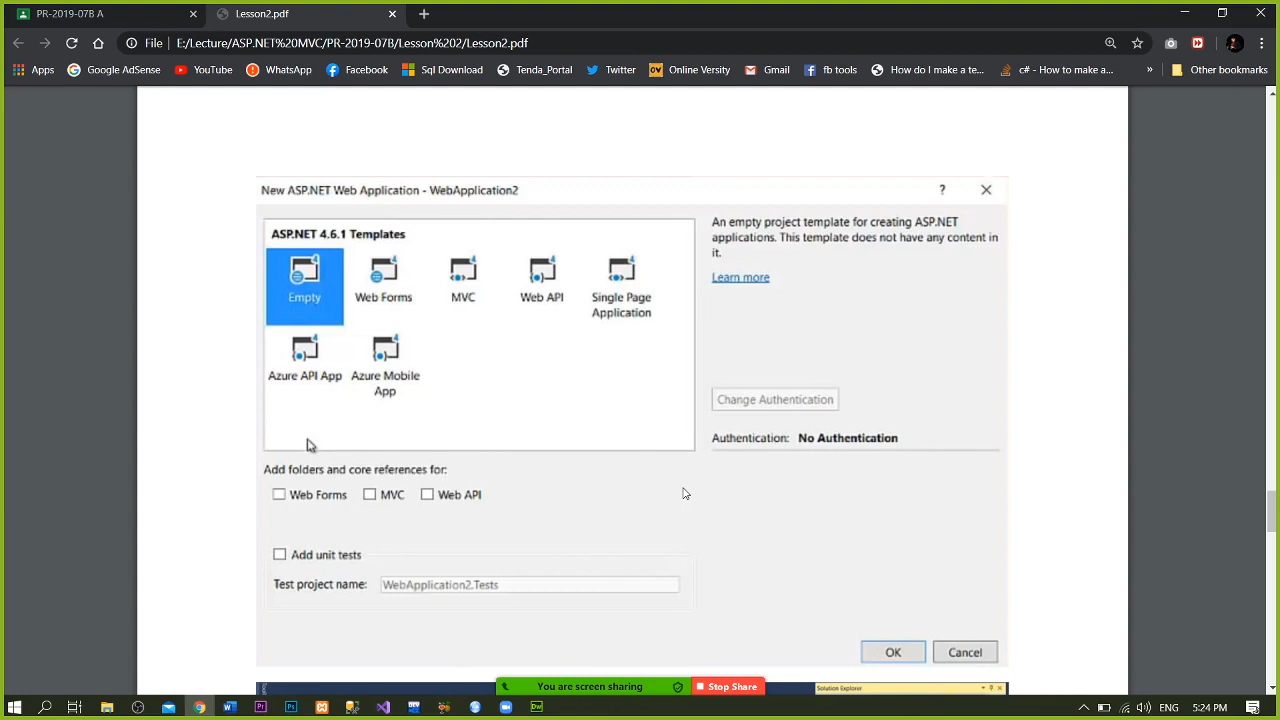 PR-2019-07B A
Lesson2.pdf
File
E:/Lecture/ASP.NET%20MVC/PR-2019-07B/Lesson%202/Lesson2.pdf
Apps Google AdSense YouTube WhatsApp Facebook Sql Download Tenda_Portal Twitter Online Versity Gmail fb tools How do I make a te... c# - How to make a... » Other bookmarks
New ASP.NET Web Application - WebApplication2
ASP.NET 4.6.1 Templates
Empty Web Forms MVC Web API Single Page
Application
Azure API App Azure Mobile
App
An empty project template for creating ASP.NET
applications. This template does not have any content in
it.
Learn more
Change Authentication
Authentication: No Authentication
Add folders and core references for:
Web Forms MVC Web API
Add unit tests
Test project name: WebApplication2.Tests
OK Cancel
Solution Explorer
You are screen sharing Stop Share
ENG 5:24 PM